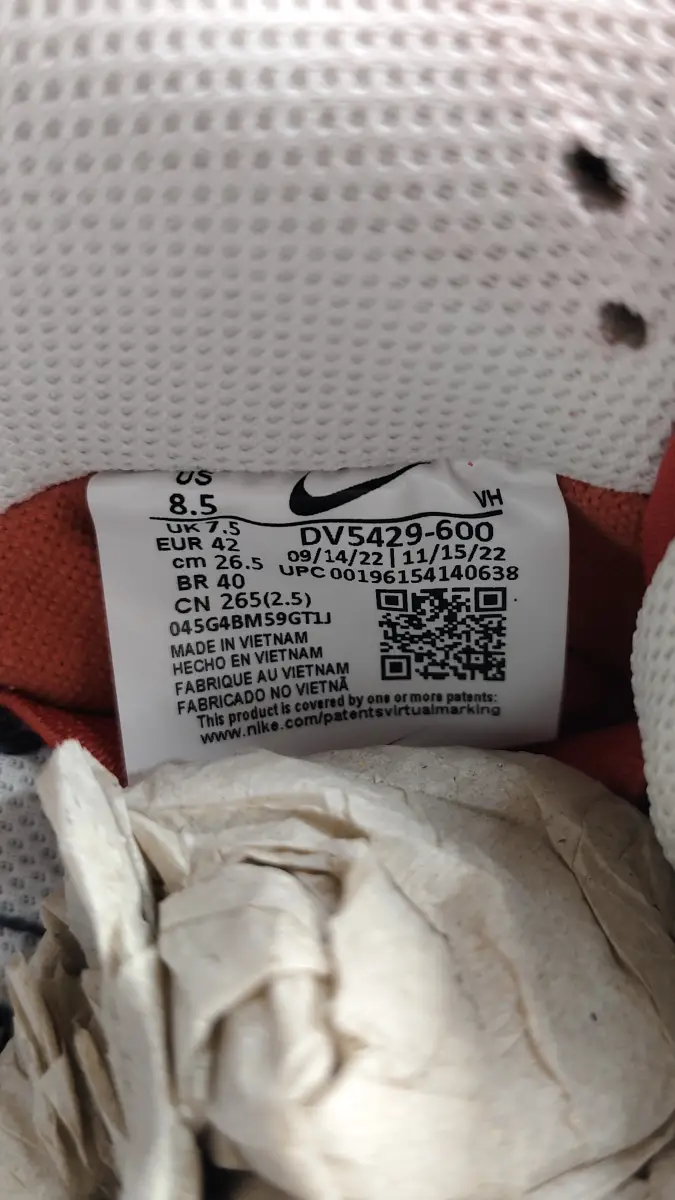 US
8.5
VH
UK 7.5
EUR 42
cm 26.5
BR 40
CN 265(2.5)
045G4BM59GT1J
DV5429-600
09/14/22 | 11/15/22
UPC 00196154140638
MADE IN VIETNAM
HECHO EN VIETNAM
FABRIQUE AU VIETNAM
FABRICADO NO VIETNÃ
This product is covered by one or more patents:
www.nike.com/patentsvirtualmarking